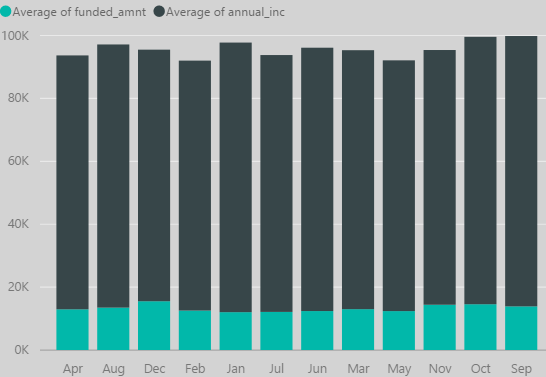 Average of funded_amnt Average of annual_inc
100K
80K
60K
40K
20K
0K
Apr Aug Dec Feb Jan Jul Jun Mar May Nov Oct Sep